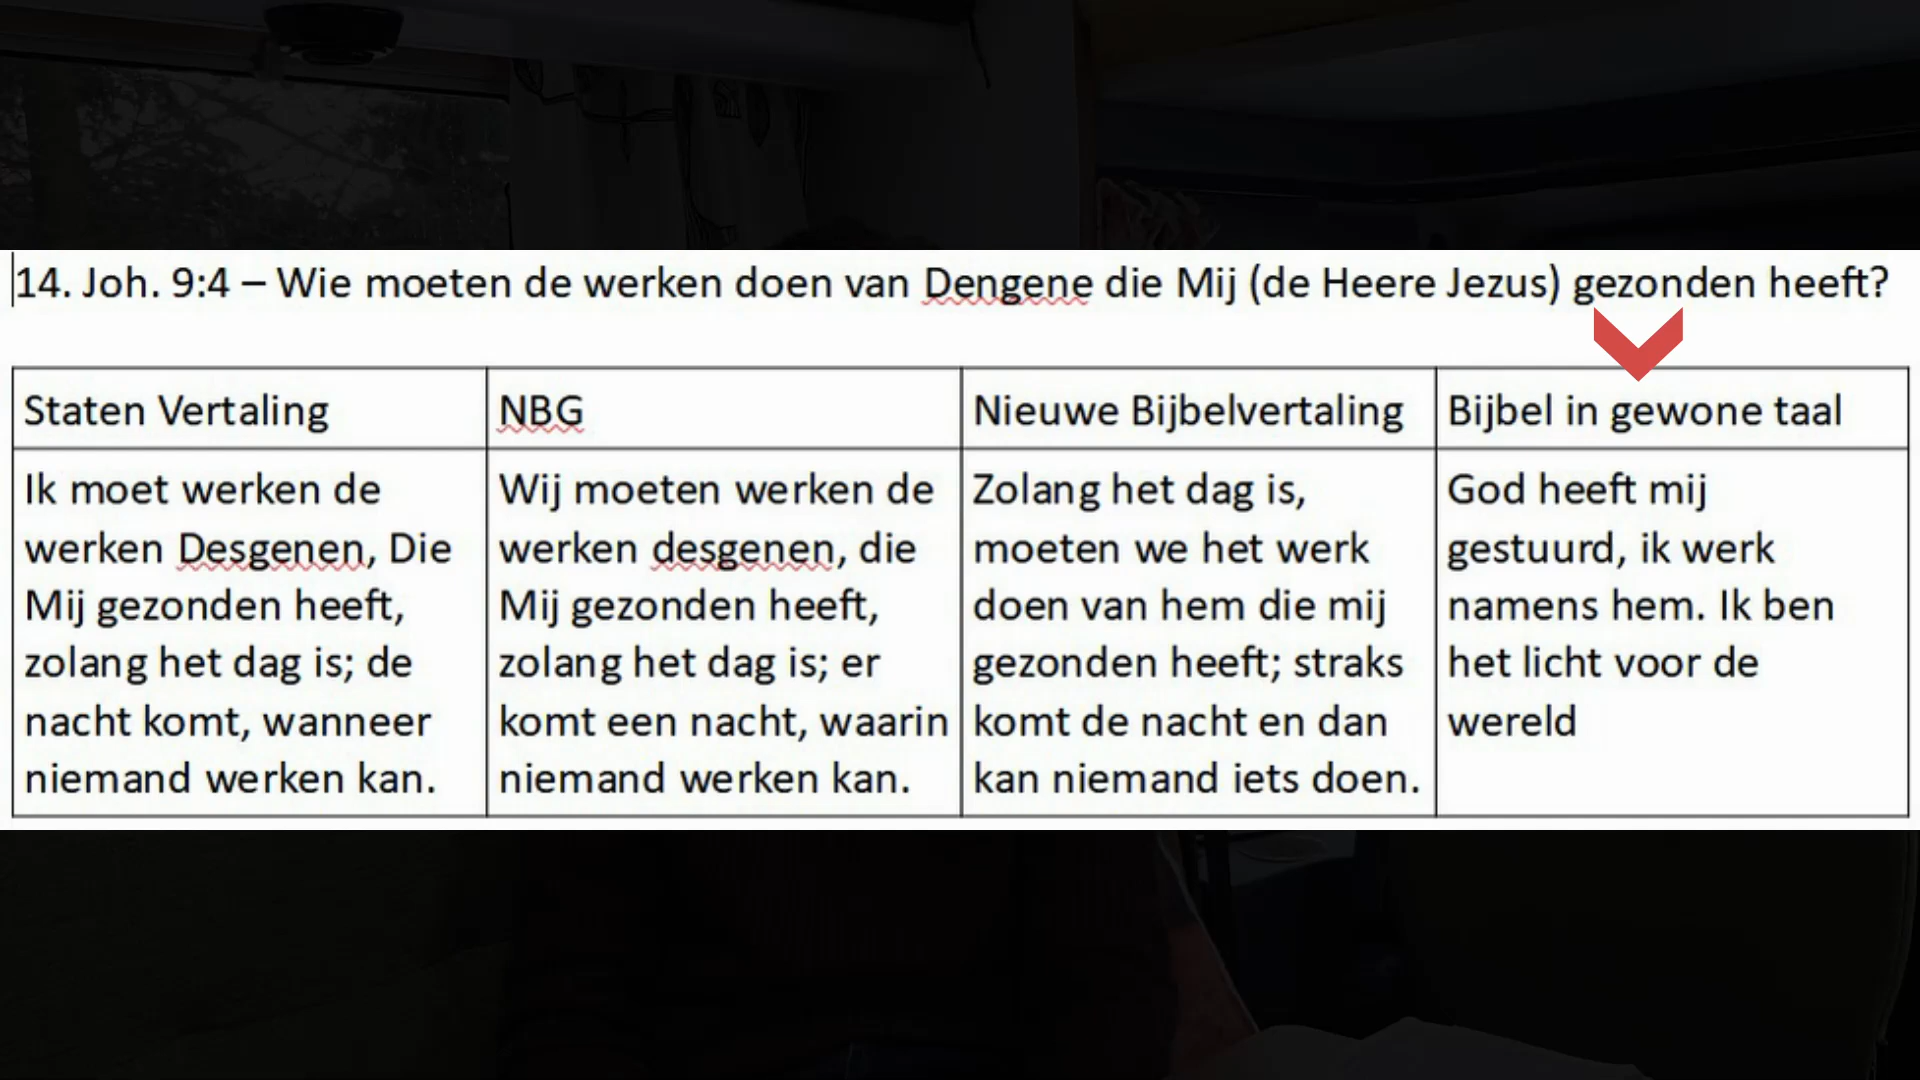 14. Joh. 9:4 – Wie moeten de werken doen van Dengene die Mij (de Heere Jezus) gezonden heeft?
Staten Vertaling
Ik moet werken de
werken Desgenen, Die
Mij gezonden heeft,
zolang het dag is; de
nacht komt, wanneer
niemand werken kan.
NBG
Wij moeten werken de
werken desgenen, die
Mij gezonden heeft,
zolang het dag is; er
komt een nacht, waarin
niemand werken kan.
Nieuwe Bijbelvertaling
Zolang het dag is,
moeten we het werk
doen van hem die mij
gezonden heeft; straks
komt de nacht en dan
kan niemand iets doen.
Bijbel in gewone taal
God heeft mij
gestuurd, ik werk
namens hem. Ik ben
het licht voor de
wereld